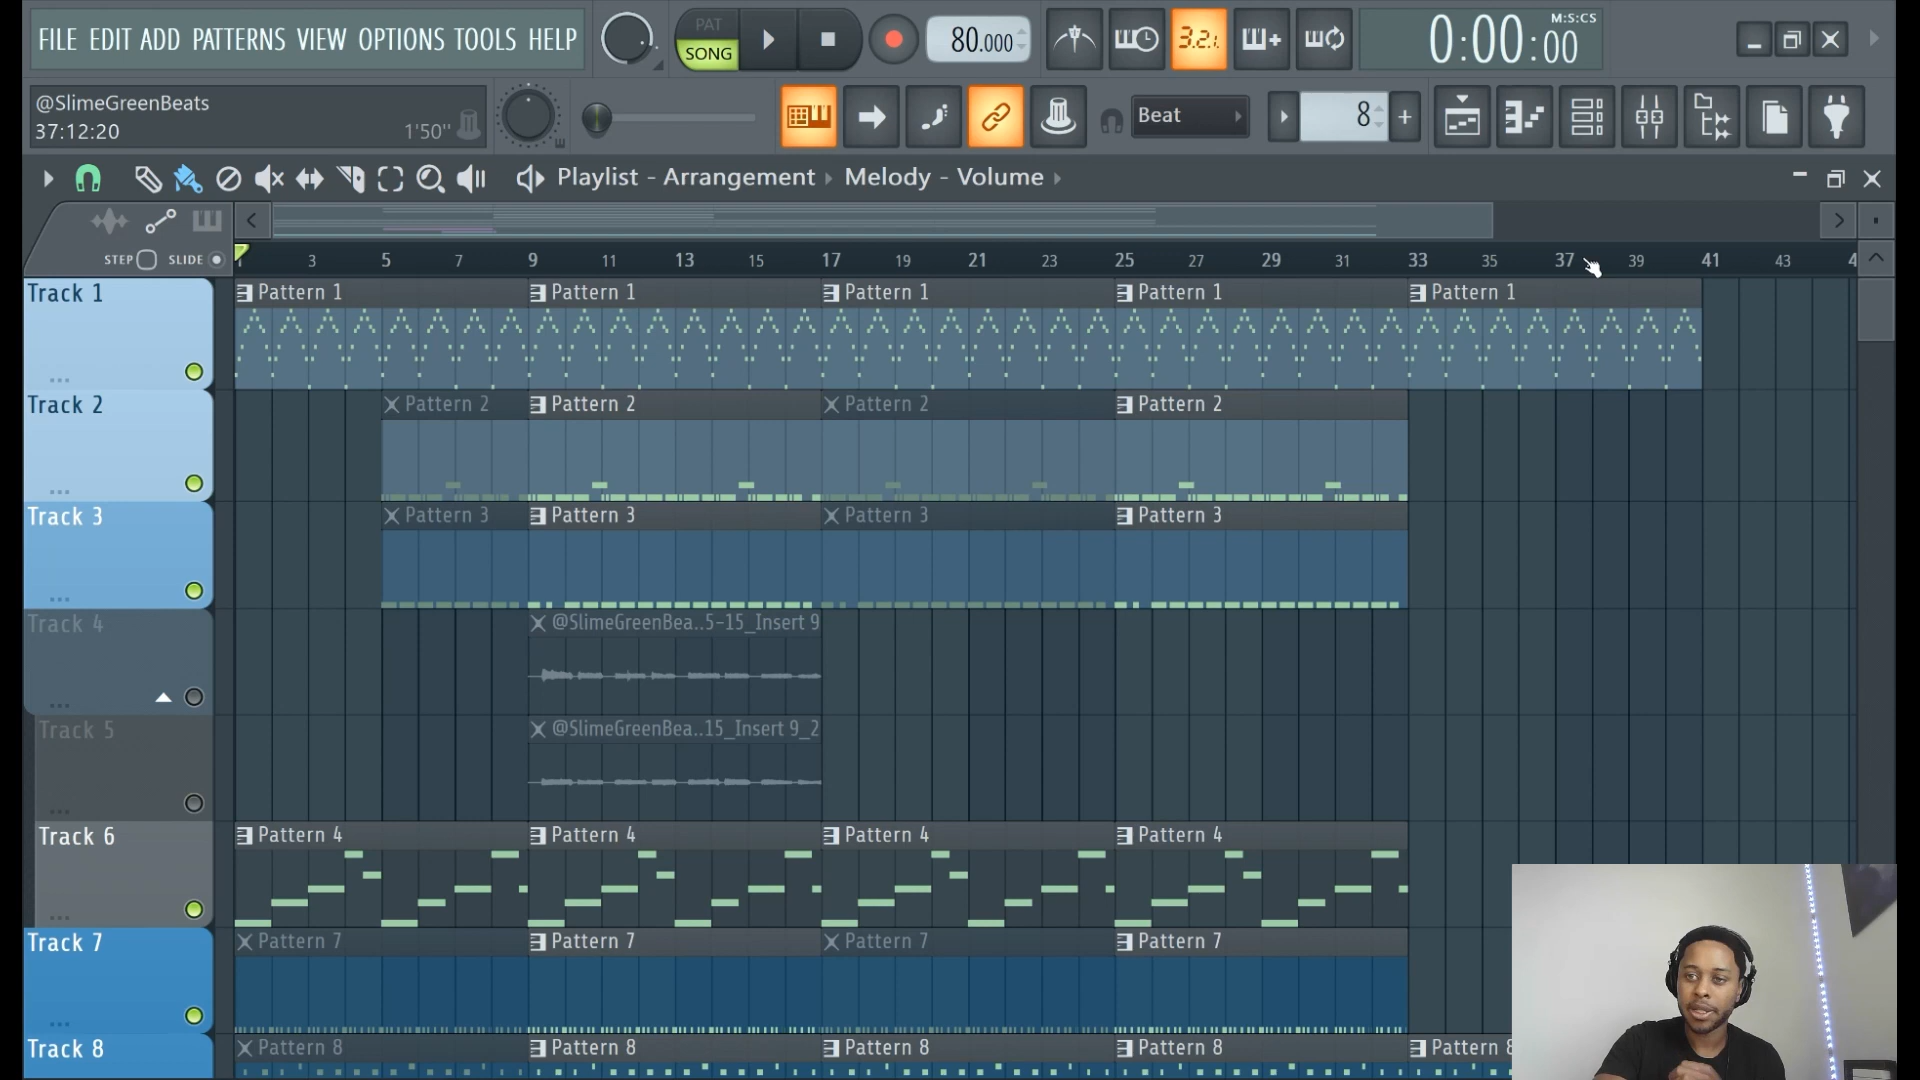 FILE EDIT ADD PATTERNS VIEW OPTIONS TOOLS HELP
PAT
SONG
80.000
3.2.1.
M:S:CS
0:00:00
@SlimeGreenBeats
37:12:20
1'50"
Beat
8
Playlist - Arrangement Melody - Volume
STEP SLIDE
1 3 5 7 9 11 13 15 17 19 21 23 25 27 29 31 33 35 37 39 41 43
Track 1
Pattern 1 Pattern 1 Pattern 1 Pattern 1 Pattern 1
Track 2
Pattern 2 Pattern 2 Pattern 2 Pattern 2
Track 3
Pattern 3 Pattern 3 Pattern 3 Pattern 3
Track 4
@SlimeGreenBea..5-15_Insert 9
Track 5
@SlimeGreenBea..15_Insert 9_2
Track 6
Pattern 4 Pattern 4 Pattern 4 Pattern 4
Track 7
Pattern 7 Pattern 7 Pattern 7 Pattern 7
Track 8
Pattern 8 Pattern 8 Pattern 8 Pattern 8 Pattern 8